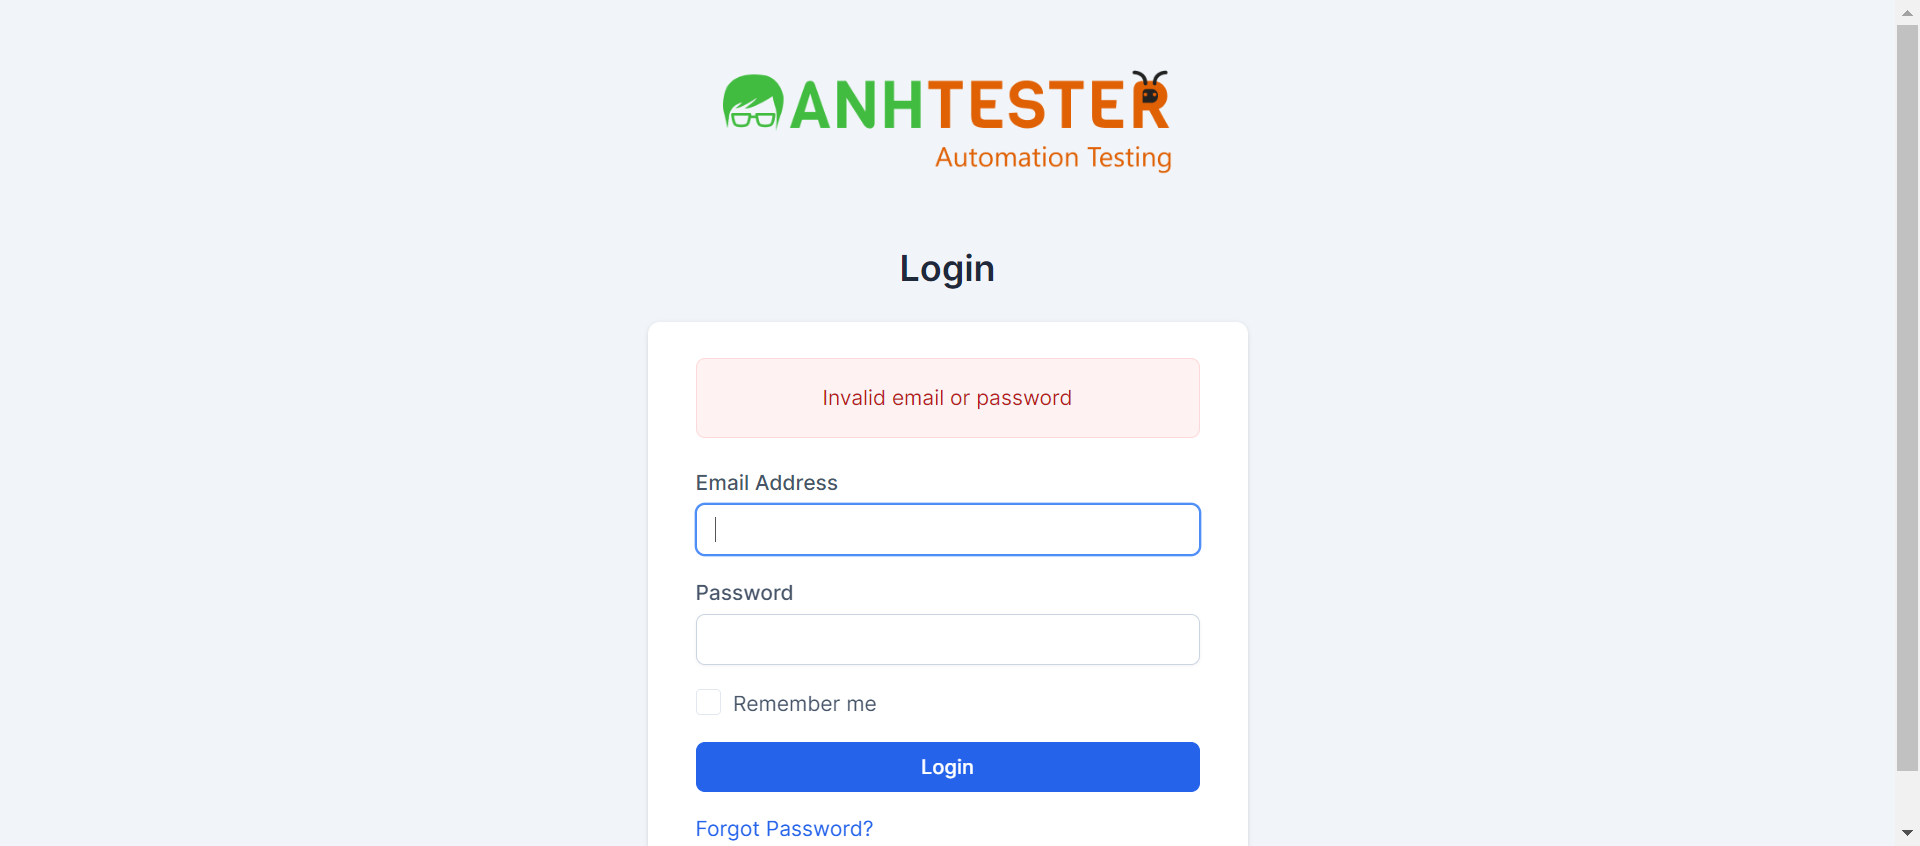 ANHTESTER
Automation Testing
Login
Invalid email or password
Email Address
Password
Remember me
Login
Forgot Password?